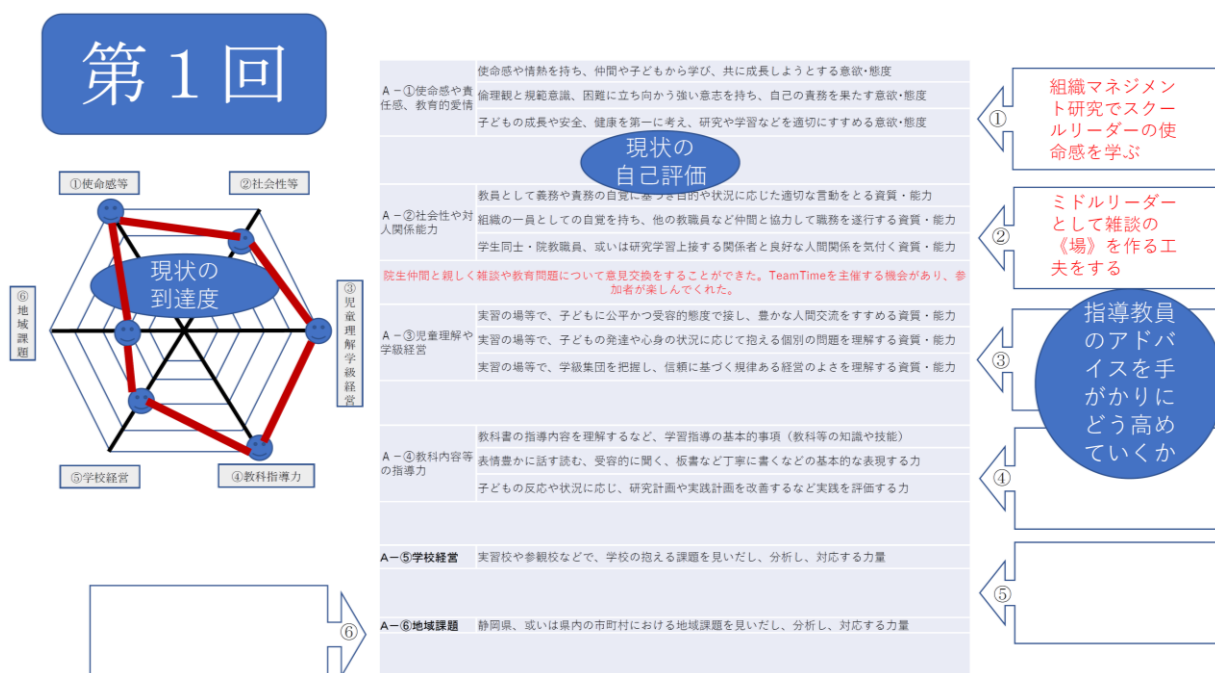 第１回
①使命感等
②社会性等
③児童理解学級経営
④教科指導力
⑤学校経営
⑥地域課題
現状の
到達度
A－①使命感や責
任感、教育的愛情
使命感や情熱を持ち、仲間や子どもから学び、共に成長しようとする意欲･態度
倫理観と規範意識、困難に立ち向かう強い意志を持ち、自己の責務を果たす意欲･態度
子どもの成長や安全、健康を第一に考え、研究や学習などを適切にすすめる意欲･態度
現状の
自己評価
A－②社会性や対
人関係能力
教員として義務や責務の自覚に基づき目的や状況に応じた適切な言動をとる資質・能力
組織の一員としての自覚を持ち、他の教職員など仲間と協力して職務を遂行する資質・能力
学生同士・院教職員、或いは研究学習上接する関係者と良好な人間関係を気付く資質・能力
院生仲間と親しく雑談や教育問題について意見交換をすることができた。TeamTimeを主催する機会があり、参
加者が楽しんでくれた。
A－③児童理解や
学級経営
実習の場等で、子どもに公平かつ受容的態度で接し、豊かな人間交流をすすめる資質・能力
実習の場等で、子どもの発達や心身の状況に応じて抱える個別の問題を理解する資質・能力
実習の場等で、学級集団を把握し、信頼に基づく規律ある経営のよさを理解する資質・能力
A－④教科内容等
の指導力
教科書の指導内容を理解するなど、学習指導の基本的事項（教科等の知識や技能）
表情豊かに話す読む、受容的に聞く、板書など丁寧に書くなどの基本的な表現する力
子どもの反応や状況に応じ、研究計画や実践計画を改善するなど実践を評価する力
A－⑤学校経営
実習校や参観校などで、学校の抱える課題を見いだし、分析し、対応する力量
A－⑥地域課題
静岡県、或いは県内の市町村における地域課題を見いだし、分析し、対応する力量
①
組織マネジメン
ト研究でスクー
ルリーダーの使
命感を学ぶ
②
ミドルリーダー
として雑談の
《場》を作る工
夫をする
③
④
⑤
⑥
指導教員
のアドバ
イスを手
がかりに
どう高め
ていくか